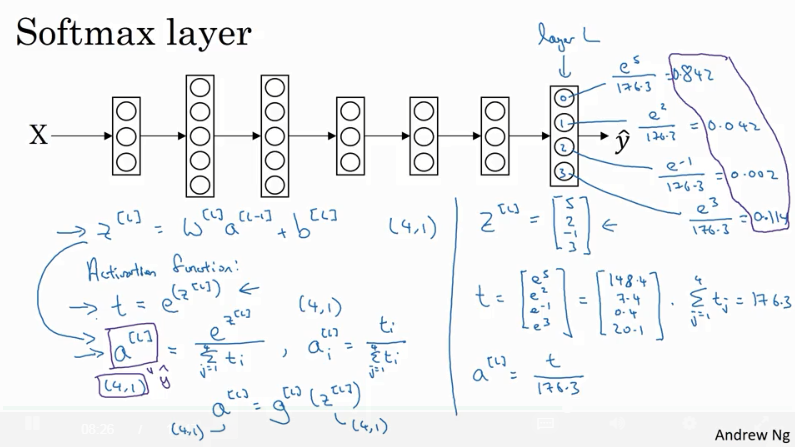 Softmax layer
layer L
X
0
1
2
3
ŷ
e^5/176.3 = 0.842
e^2/176.3 = 0.042
e^-1/176.3 = 0.002
e^3/176.3 = 0.114
→ z^[L] = W^[L] a^[L-1] + b^[L] (4,1)
Activation function:
→ t = e^(z^[L]) ← (4,1)
→ a^[L] = e^z^[L] / ∑_{j=1}^4 t_i , a_i^[L] = t_i / ∑_{j=1}^4 t_i
(4,1) " ŷ
a^[L] = g^[L] (z^[L])
(4,1) (4,1)
z^[L] = [5 2 -1 3] ←
t = [e^5 e^2 e^-1 e^3] = [148.4 7.4 0.4 20.1] . ∑_{j=1}^4 t_j = 176.3
a^[L] = t / 176.3
08:26
Andrew Ng